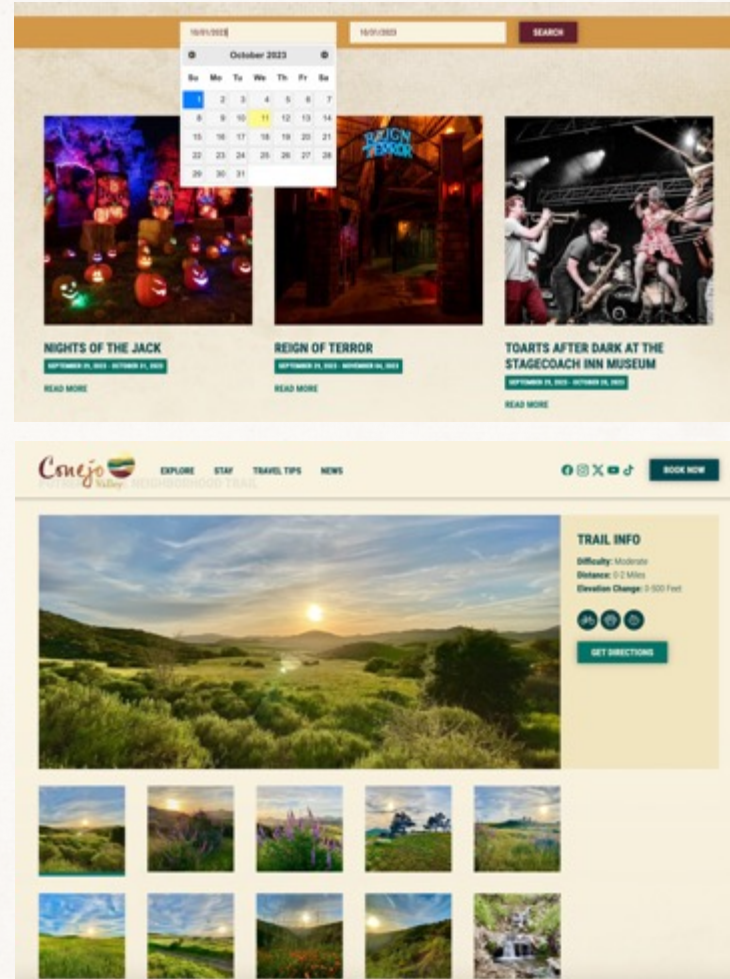 10/01/2023
10/31/2023
SEARCH
October 2023
Su Mo Tu We Th Fr Sa
1 2 3 4 5 6 7
8 9 10 11 12 13 14
15 16 17 18 19 20 21
22 23 24 25 26 27 28
29 30 31
REIGN
TERROR
NIGHTS OF THE JACK
SEPTEMBER 29, 2023 - OCTOBER 31, 2023
READ MORE
REIGN OF TERROR
SEPTEMBER 29, 2023 - NOVEMBER 04, 2023
READ MORE
TOARTS AFTER DARK AT THE
STAGECOACH INN MUSEUM
SEPTEMBER 29, 2023 - OCTOBER 2023
READ MORE
Conejo
Valley
EXPLORE
STAY
TRAVEL TIPS
NEWS
BOOK NOW
NEIGHBORHOOD TRAIL
TRAIL INFO
Difficulty: Moderate
Distance: 0-2 Miles
Elevation Change: 0-500 Feet
GET DIRECTIONS